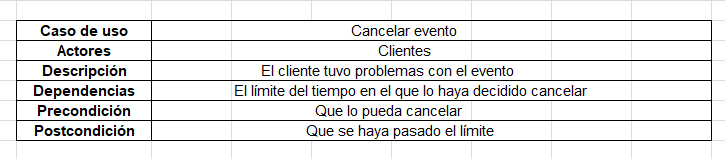 Caso de uso Cancelar evento
Actores Clientes
Descripción El cliente tuvo problemas con el evento
Dependencias El límite del tiempo en el que lo haya decidido cancelar
Precondición Que lo pueda cancelar
Postcondición Que se haya pasado el límite